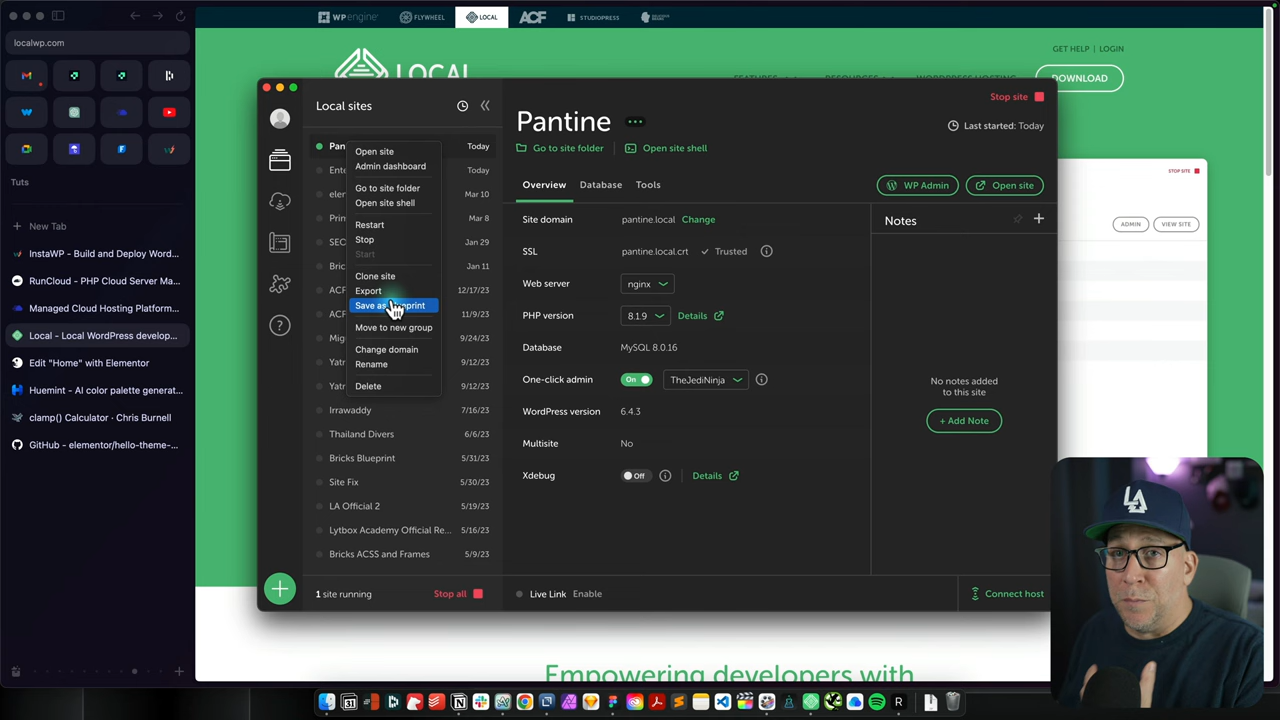 localwp.com
Tuts
New Tab
InstaWP - Build and Deploy Word...
RunCloud - PHP Cloud Server Ma...
Managed Cloud Hosting Platform...
Local - Local WordPress develop...
Edit "Home" with Elementor
Huemint - AI color palette generat...
clamp() Calculator · Chris Burnell
GitHub - elementor/hello-theme-...
WP engine
FLYWHEEL
LOCAL
ACF
STUDIOPRESS
GET HELP | LOGIN
LOCAL
DOWNLOAD
Local sites
Today
Today
Mar 10
Mar 8
Jan 29
Jan 11
12/17/23
11/9/23
9/24/23
9/12/23
9/12/23
Irrawaddy 7/16/23
Thailand Divers 6/6/23
Bricks Blueprint 5/31/23
Site Fix 5/30/23
LA Official 2 5/19/23
Lytbox Academy Official Re... 5/16/23
Bricks ACSS and Frames 5/9/23
1 site running Stop all
Open site
Admin dashboard
Go to site folder
Open site shell
Restart
Stop
Start
Clone site
Export
Save as
Move to new group
Change domain
Rename
Delete
Stop site
Pantine
Last started: Today
Go to site folder
Open site shell
Overview Database Tools
WP Admin
Open site
Site domain pantine.local Change
SSL pantine.local.crt Trusted
Web server nginx
PHP version 8.1.9 Details
Database MySQL 8.0.16
One-click admin On TheJediNinja
WordPress version 6.4.3
Multisite No
Xdebug Off Details
Notes
No notes added
to this site
+ Add Note
Live Link Enable
Connect host
STOP SITE
ADMIN
VIEW SITE
Empowering developers with
LA